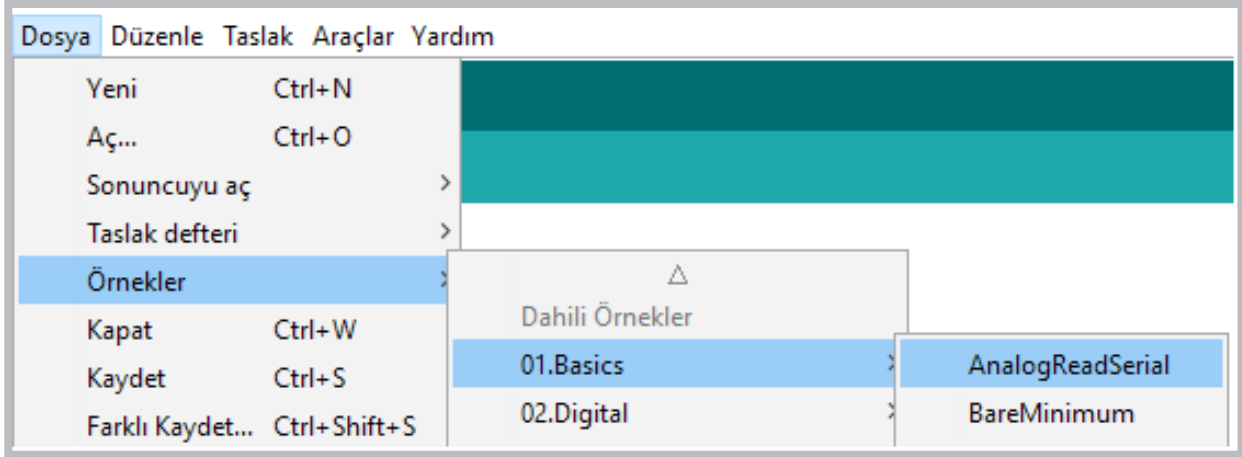 Dosya Düzenle Taslak Araçlar Yardım
Yeni Ctrl+N
Aç... Ctrl+O
Sonuncuyu aç
Taslak defteri
Örnekler
Kapat Ctrl+W
Kaydet Ctrl+S
Farklı Kaydet... Ctrl+Shift+S
Dahili Örnekler
01.Basics
02.Digital
AnalogReadSerial
BareMinimum